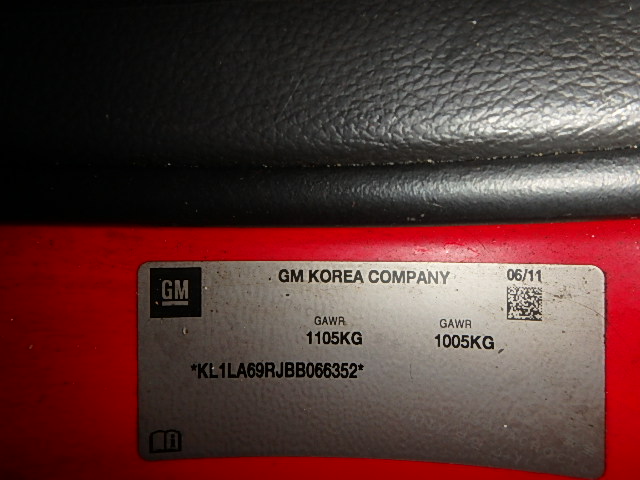 GM
GM KOREA COMPANY
06/11
GAWR
1105KG
GAWR
1005KG
*KL1LA69RJBB066352*